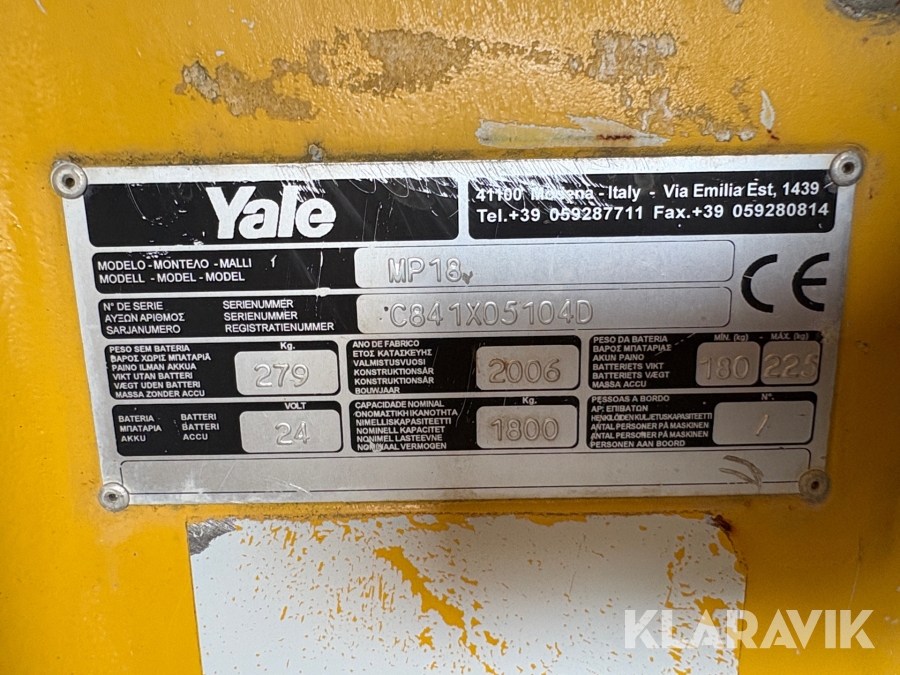 Yale
41100 Modena - Italy - Via Emilia Est, 1439
Tel.+39 059287711 Fax.+39 059280814
MODELO - ΜΟΝΤΕΛΟ - MALLI
MODELL - MODEL - MODEL
MP18
CE
N° DE SERIE SERIENUMMER
ΑΥΞΩΝ ΑΡΙΘΜΟΣ SERIENUMMER
SARJANUMERO REGISTRATIENUMMER
C841X05104D
PESO SEM BATERIA
ΒΑΡΟΣ ΧΩΡΙΣ ΜΠΑΤΑΡΙΑ
PAINO ILMAN AKKUA
VIKT UTAN BATTERI
VÆGT UDEN BATTERI
MASSA ZONDER ACCU
Kg.
279
ANO DE FABRICO
ΕΤΟΣ ΚΑΤΑΣΚΕΥΗΣ
VALMISTUSVUOSI
KONSTRUKTIONSÅR
KONSTRUKTIONSÅR
BOUWJAAR
2006
PESO DA BATERIA
ΒΑΡΟΣ ΜΠΑΤΑΡΙΑΣ
AKUN PAINO
BATTERIETS VIKT
BATTERIETS VÆGT
MASSA ACCU
MÍN. (kg)
180
MÁX. (kg)
BATERIA BATTERI
ΜΠΑΤΑΡΙΑ BATTERI
AKKU ACCU
VOLT
24
CAPACIDADE NOMINAL
ΟΝΟΜΑΣΤΙΚΗ ΙΚΑΝΟΤΗΤΑ
NIMELLISKAPASITEETTI
NOMINELL KAPACITET
NONIMEL LASTEEVNE
NOMINAAL VERMOGEN
Kg.
1800
PESSOAS A BORDO
ΑΡ. ΕΠΙΒΑΤΩΝ
HENKILÖIDEN KULJETUSKAPASITEETTI
ANTAL PERSONER PÅ MASKINEN
ANTAL PERSONER PÅ MASKINEN
PERSONEN AAN BOORD
N°
/
KLARAVIK